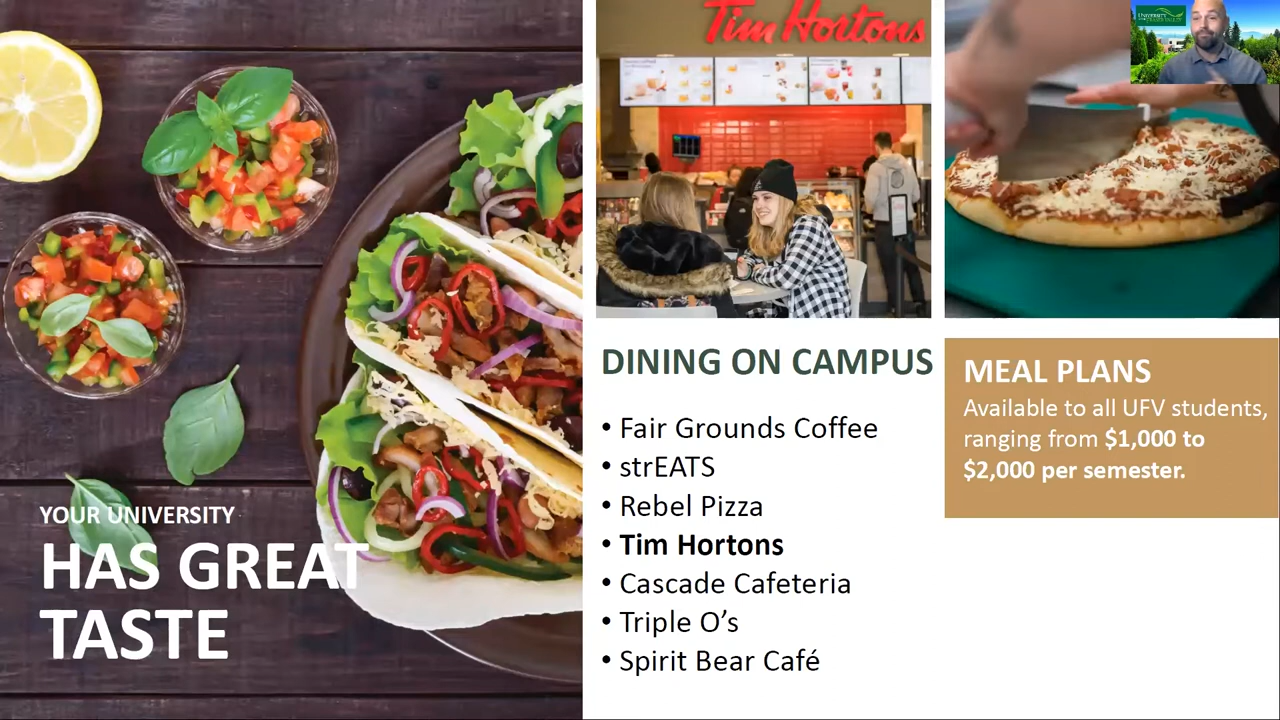 Tim Hortons
UNIVERSITY
YOUR UNIVERSITY
HAS GREAT
TASTE
DINING ON CAMPUS
• Fair Grounds Coffee
• strEATS
• Rebel Pizza
• Tim Hortons
• Cascade Cafeteria
• Triple O’s
• Spirit Bear Café
MEAL PLANS
Available to all UFV students,
ranging from $1,000 to
$2,000 per semester.